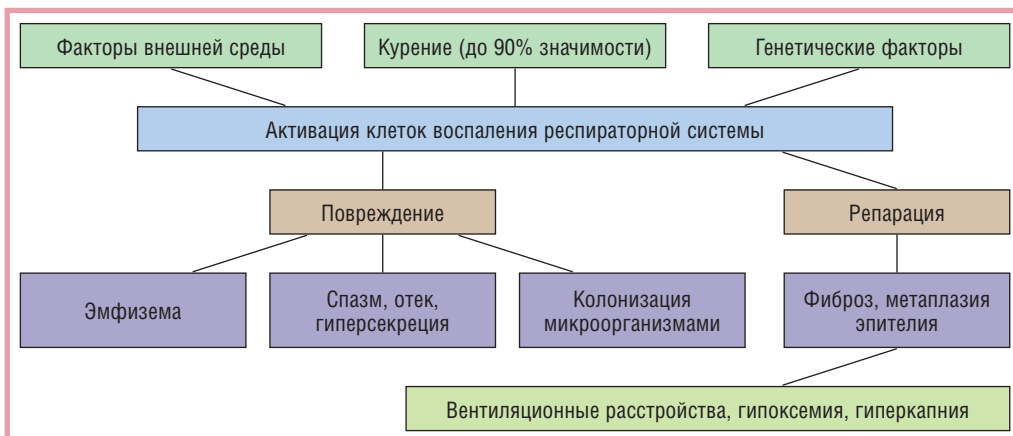 Факторы внешней среды
Курение (до 90% значимости)
Генетические факторы
Активация клеток воспаления респираторной системы
Повреждение
Репарация
Эмфизема
Спазм, отек,
гиперсекреция
Колонизация
микроорганизмами
Фиброз, метаплазия
эпителия
Вентиляционные расстройства, гипоксемия, гиперкапния